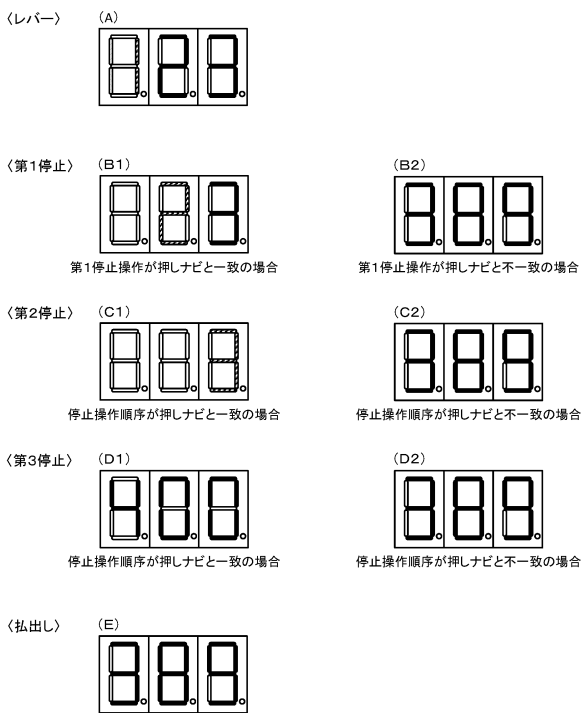 〈レバー〉 (A)
〈第1停止〉 (B1) (B2)
第1停止操作が押しナビと一致の場合 第1停止操作が押しナビと不一致の場合
〈第2停止〉 (C1) (C2)
停止操作順序が押しナビと一致の場合 停止操作順序が押しナビと不一致の場合
〈第3停止〉 (D1) (D2)
停止操作順序が押しナビと一致の場合 停止操作順序が押しナビと不一致の場合
〈払出し〉 (E)